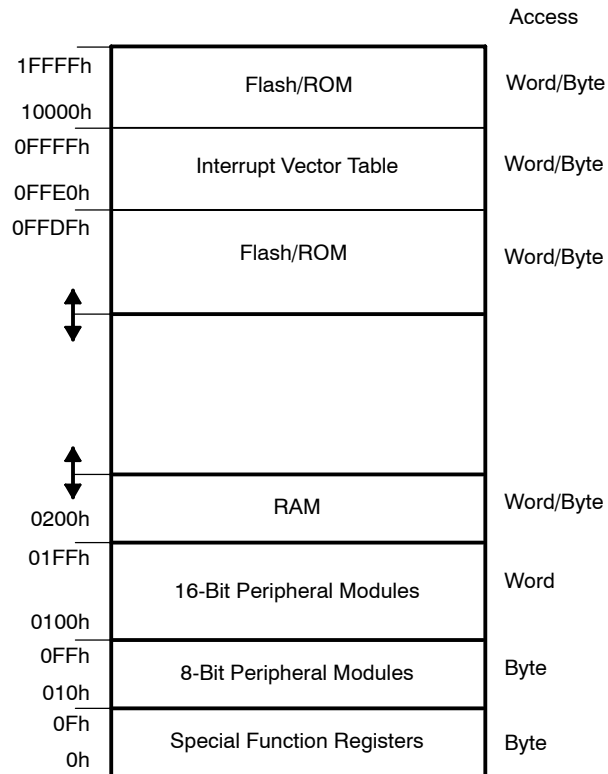 Access
1FFFFh
Flash/ROM
Word/Byte
10000h
0FFFFh
Interrupt Vector Table
Word/Byte
0FFE0h
0FFDFh
Flash/ROM
Word/Byte
RAM
Word/Byte
0200h
01FFh
16-Bit Peripheral Modules
Word
0100h
0FFh
8-Bit Peripheral Modules
Byte
010h
0Fh
Special Function Registers
Byte
0h